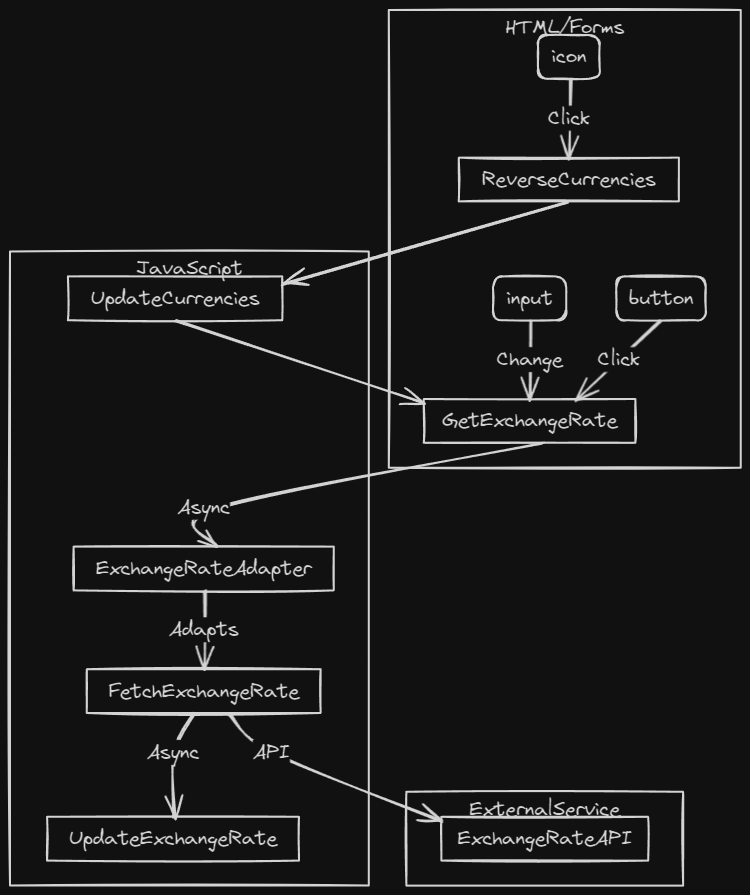 HTML/Forms
icon
Click
ReverseCurrencies
JavaScript
UpdateCurrencies
input
button
Change
Click
GetExchangeRate
Async
ExchangeRateAdapter
Adapts
FetchExchangeRate
Async
API
UpdateExchangeRate
ExternalService
ExchangeRateAPI